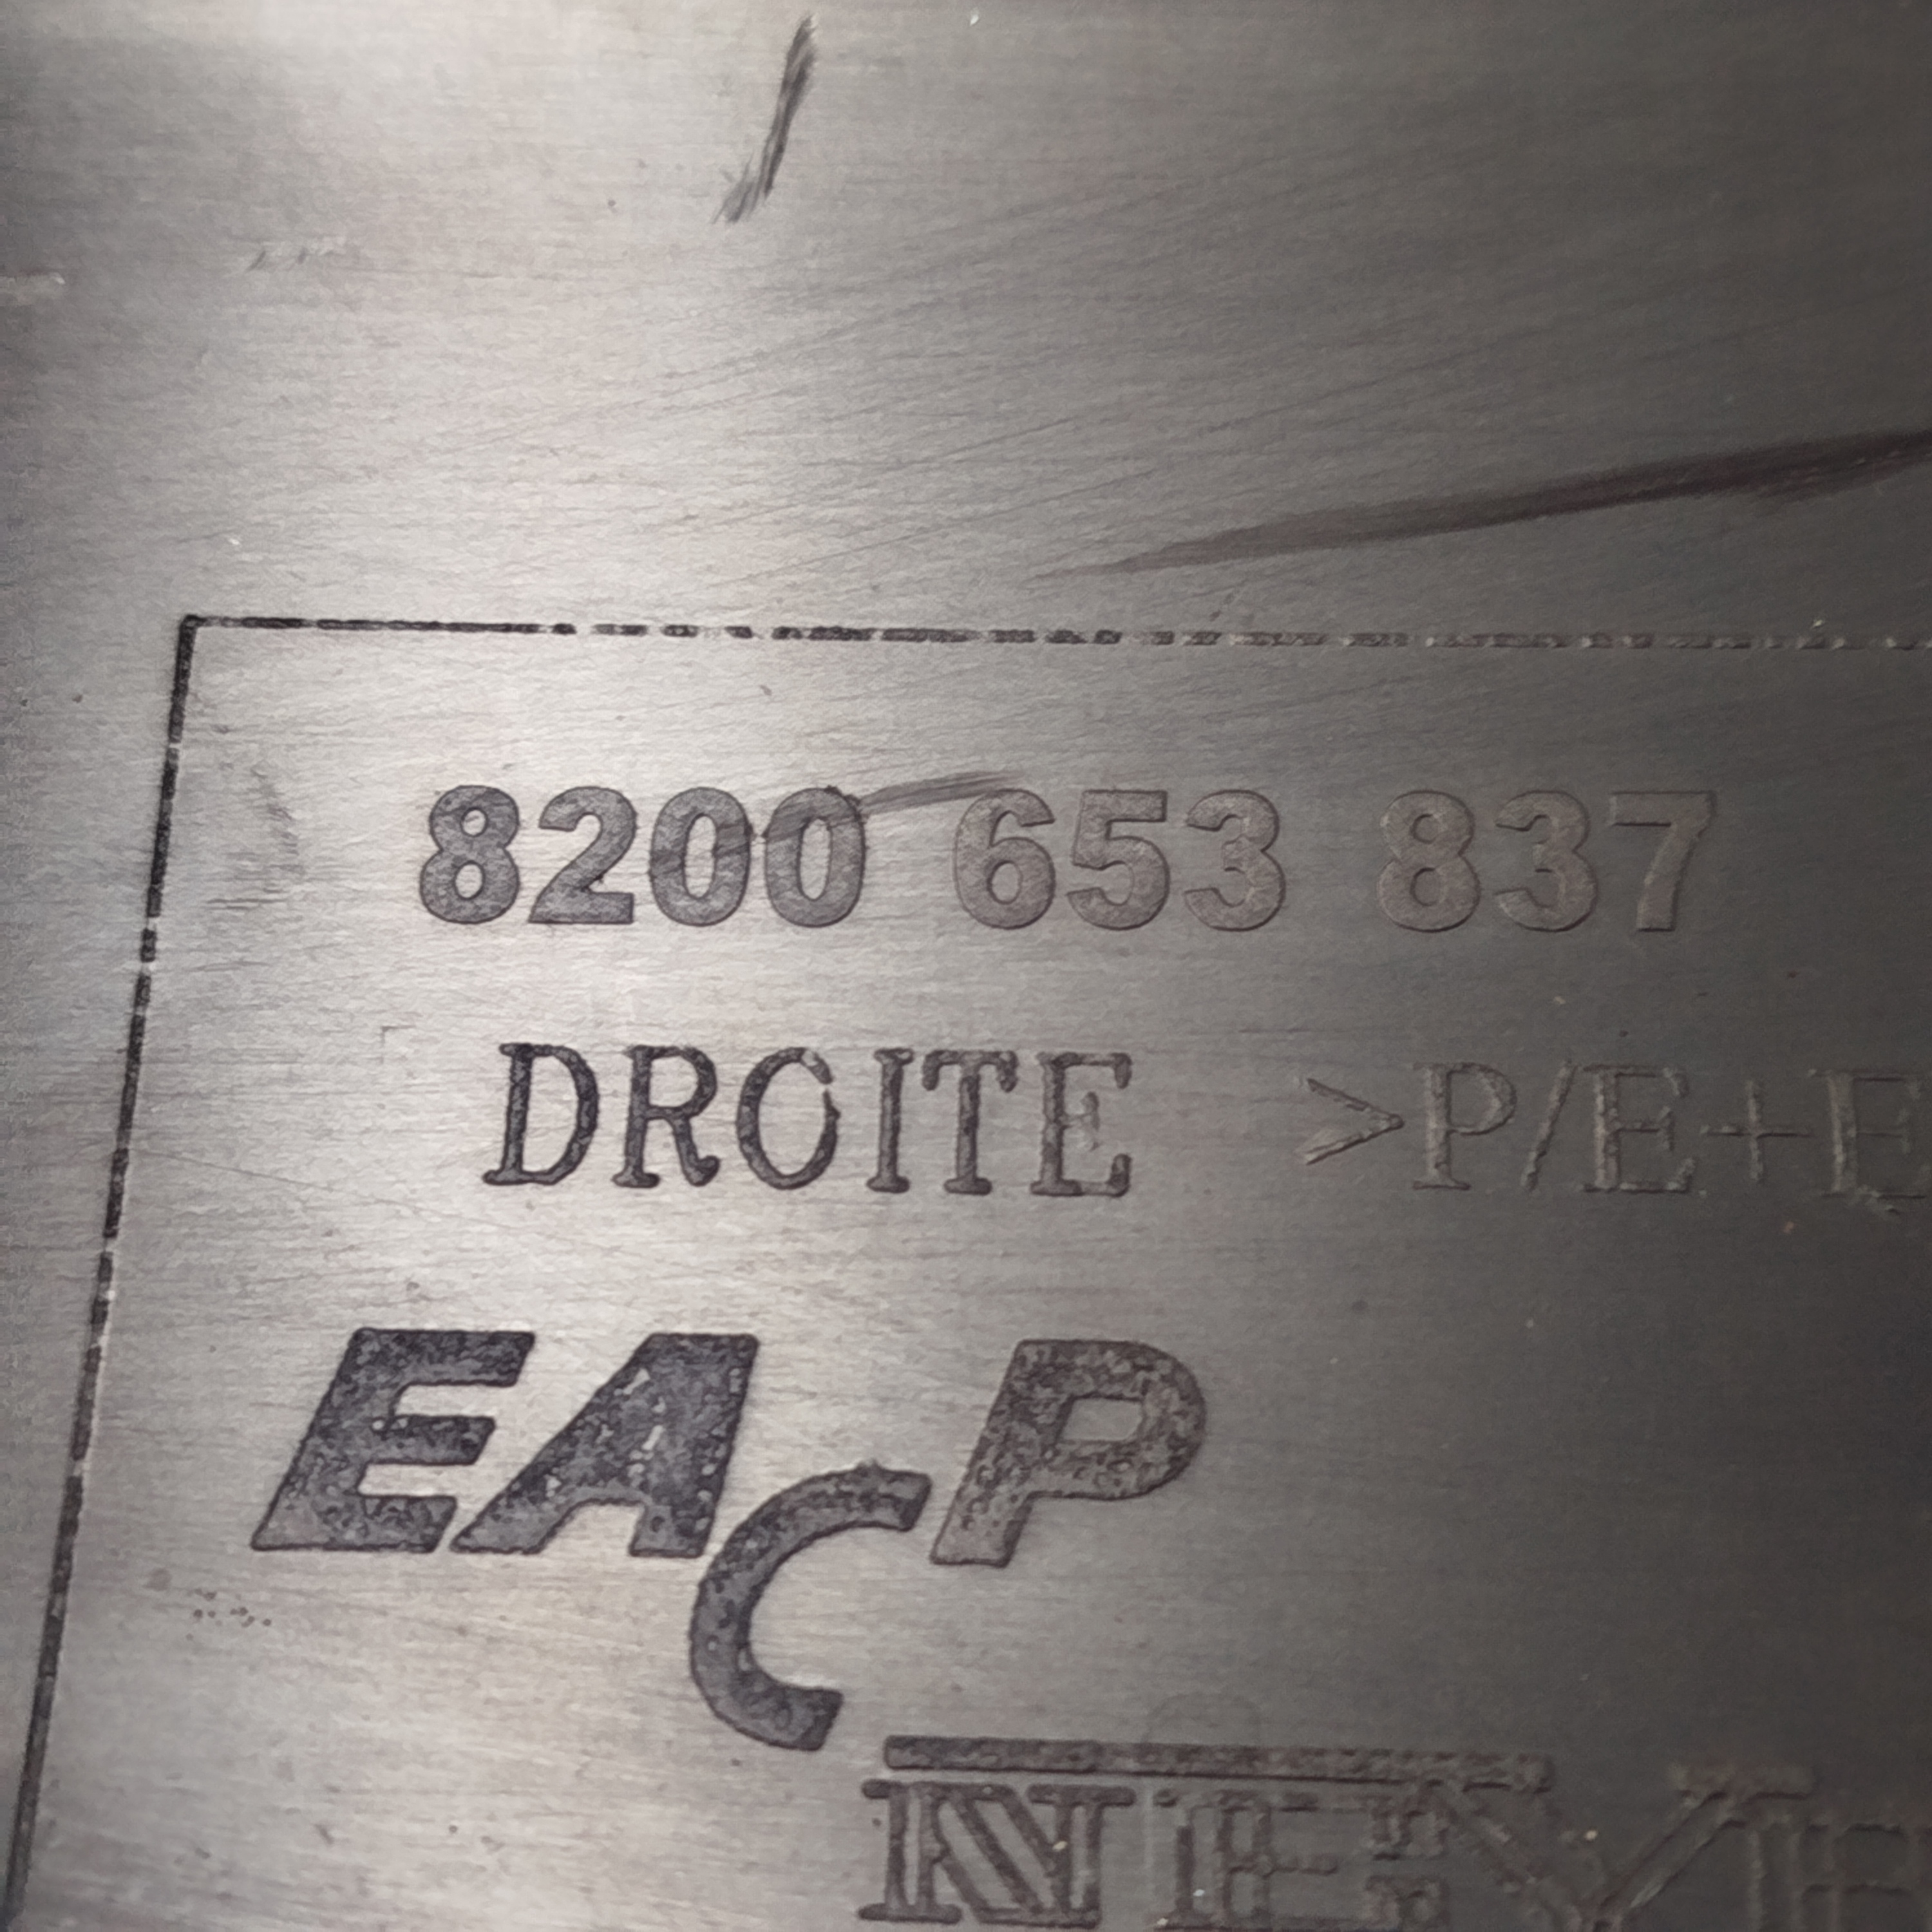 8200 653 837
DROITE >P/E+E
EACP